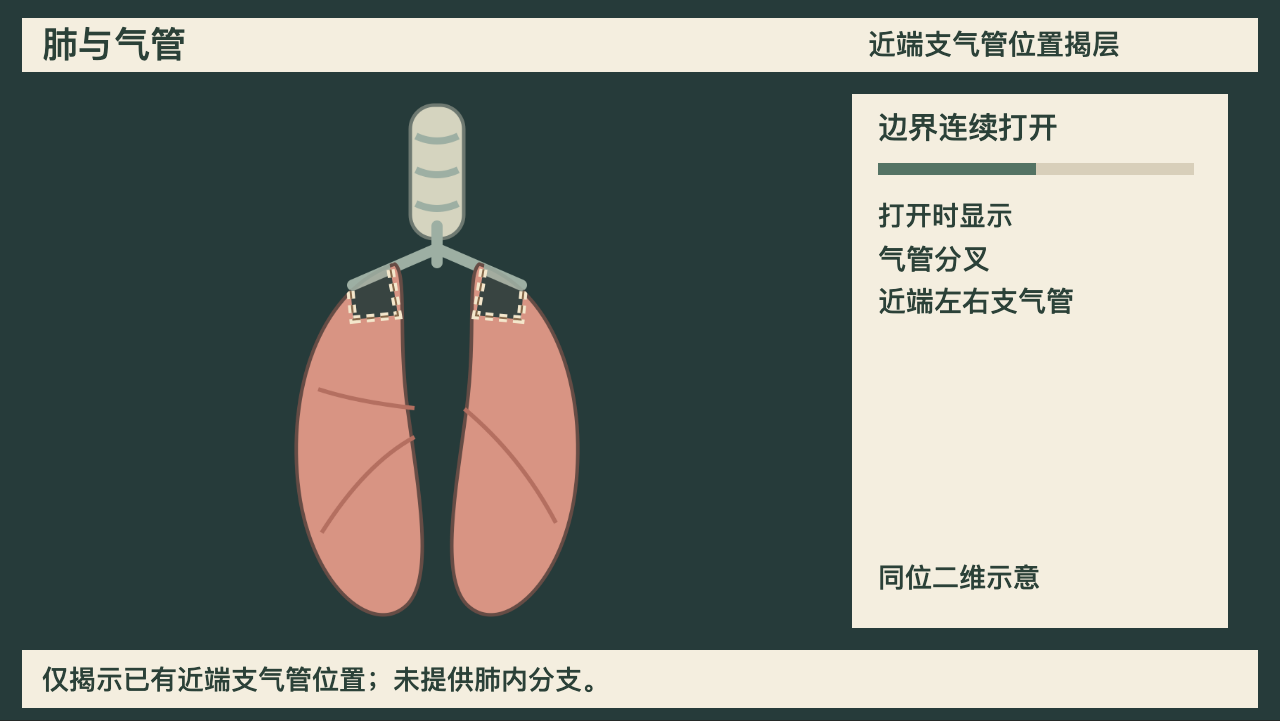 肺与气管
近端支气管位置揭层
边界连续打开
打开时显示
气管分叉
近端左右支气管
同位二维示意
仅揭示已有近端支气管位置；未提供肺内分支。